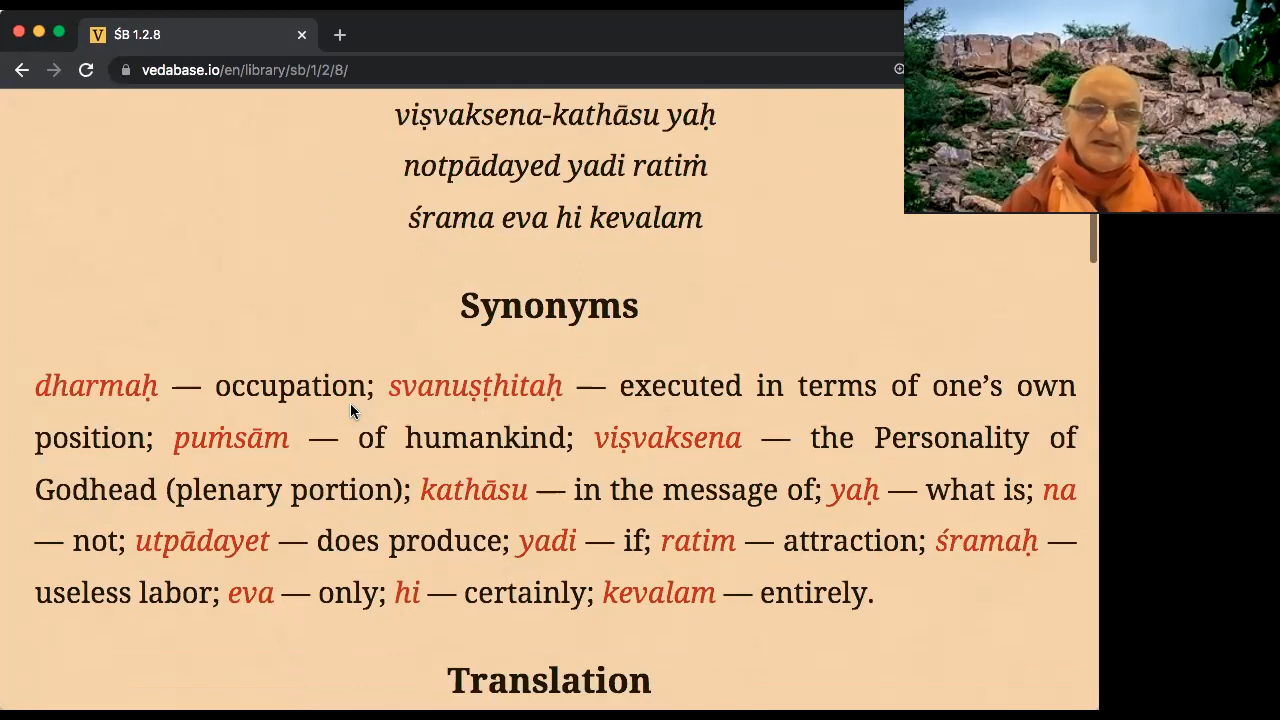 V ŚB 1.2.8
vedabase.io/en/library/sb/1/2/8/
viṣvaksena-kathāsu yaḥ
notpādayed yadi ratiṁ
śrama eva hi kevalam
Synonyms
dharmaḥ — occupation; svanuṣṭhitaḥ — executed in terms of one’s own
position; puṁsām — of humankind; viṣvaksena — the Personality of
Godhead (plenary portion); kathāsu — in the message of; yaḥ — what is; na
— not; utpādayet — does produce; yadi — if; ratim — attraction; śramaḥ —
useless labor; eva — only; hi — certainly; kevalam — entirely.
Translation